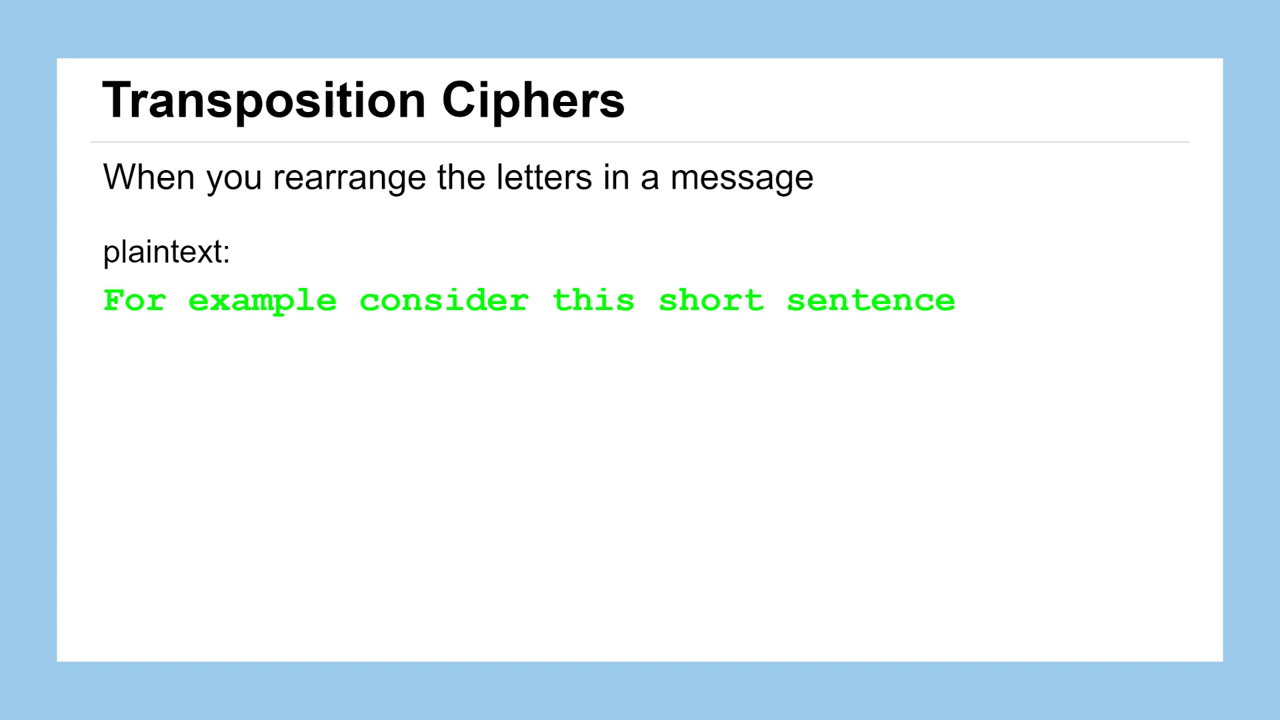 Transposition Ciphers
When you rearrange the letters in a message
plaintext:
For example consider this short sentence